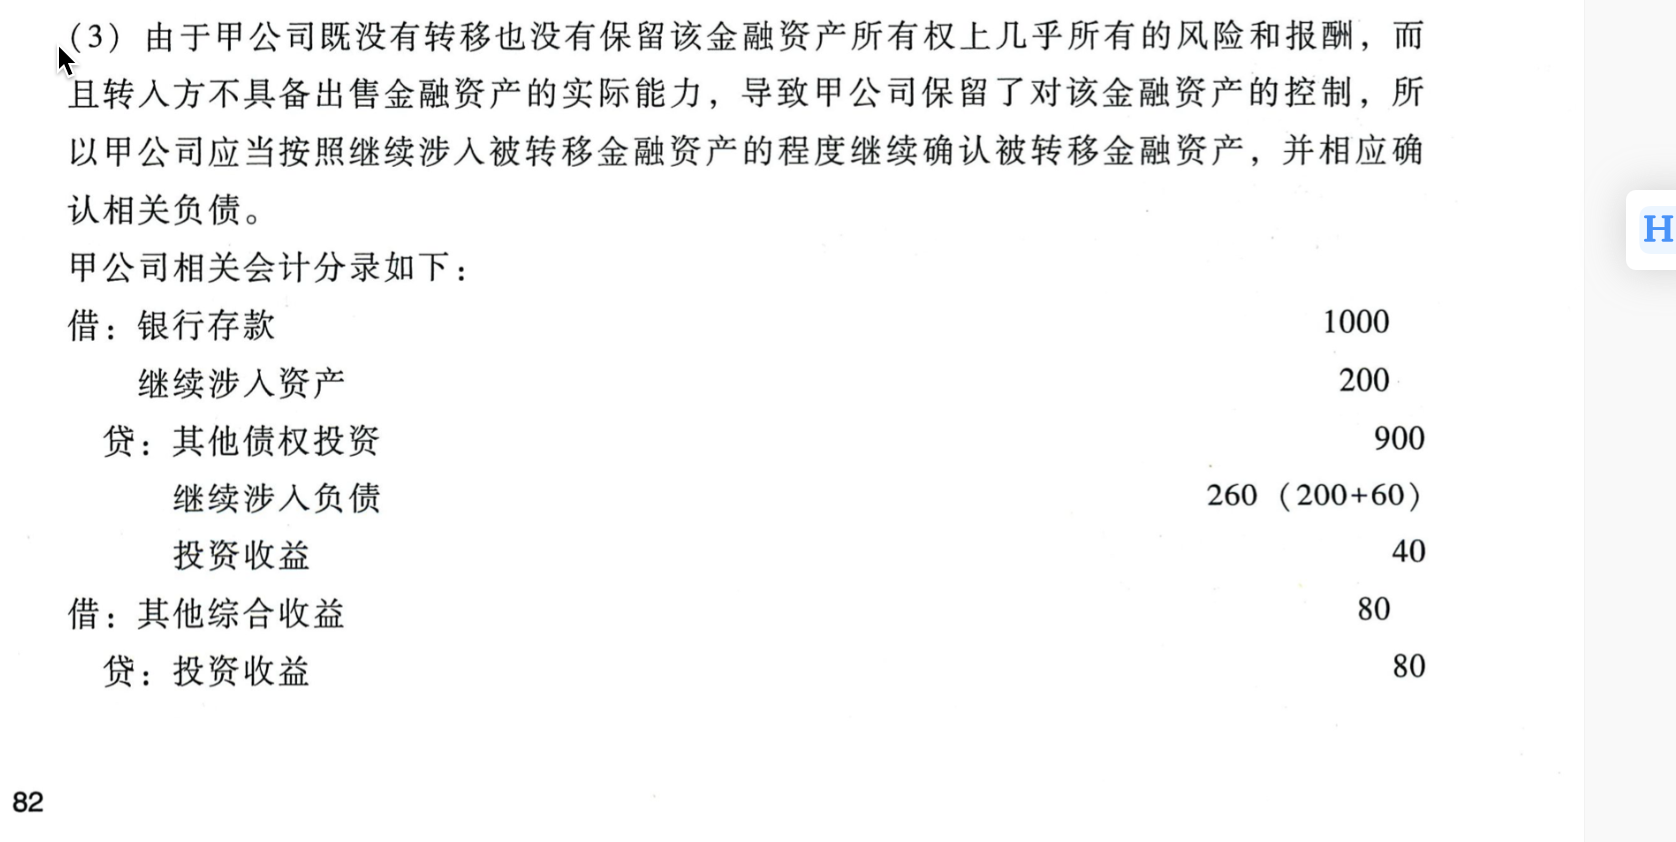 (3) 由于甲公司既没有转移也没有保留该金融资产所有权上几乎所有的风险和报酬，而
且转入方不具备出售金融资产的实际能力，导致甲公司保留了对该金融资产的控制，所
以甲公司应当按照继续涉入被转移金融资产的程度继续确认被转移金融资产，并相应确
认相关负债。
甲公司相关会计分录如下：
借：银行存款 1000
继续涉入资产 200
贷：其他债权投资 900
继续涉入负债 260（200+60）
投资收益 40
借：其他综合收益 80
贷：投资收益 80
82
H